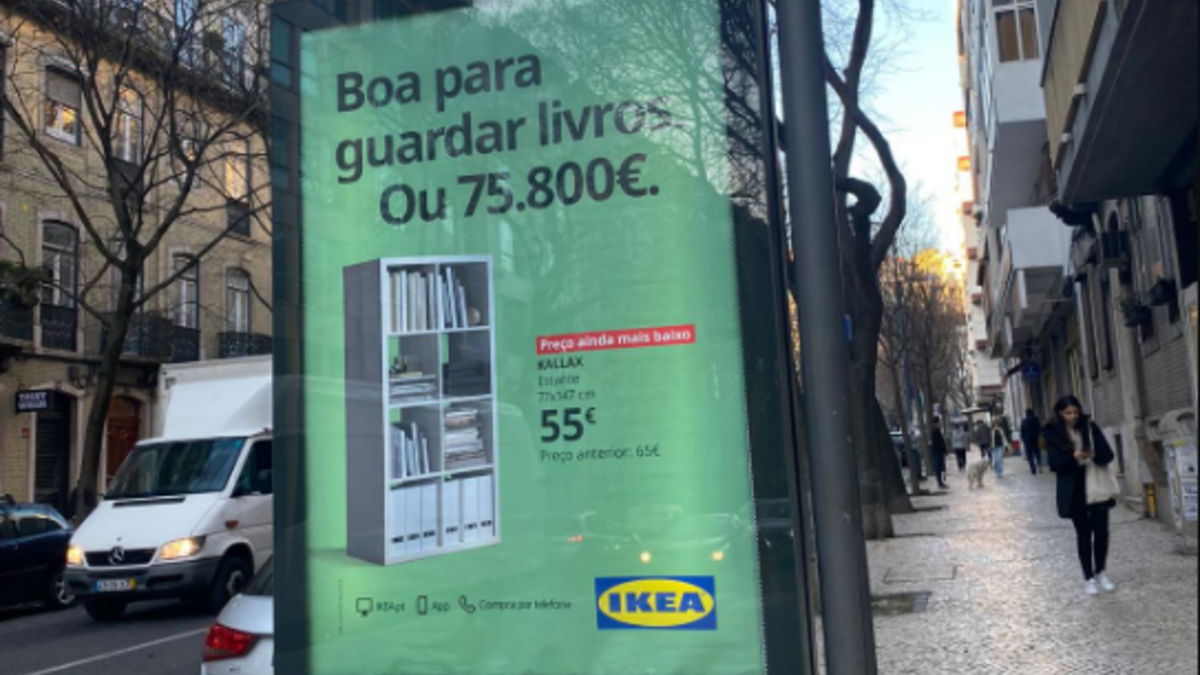 Boa para
guardar livros.
Ou 75.800€.
Preço ainda mais baixo
KALLAX
Estante
77x147 cm
55€
Preço anterior: 65€
IKEA.pt App Compra por telefone
IKEA